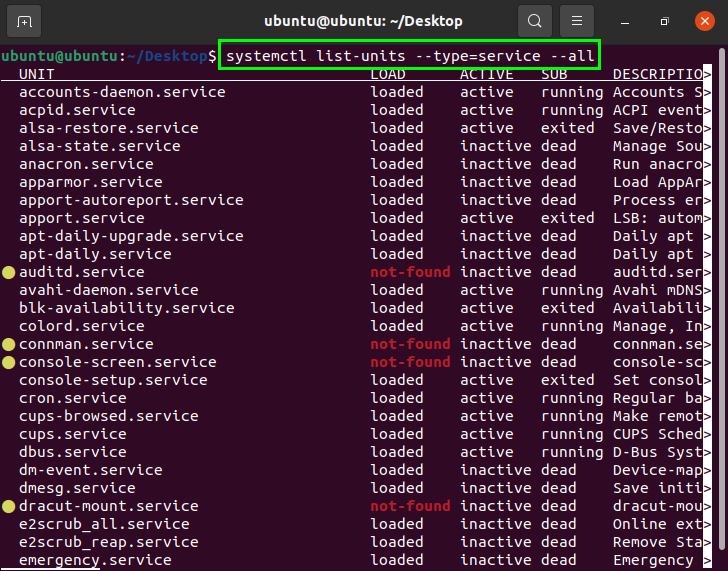 ubuntu@ubuntu: ~/Desktop
ubuntu@ubuntu:~/Desktop$ systemctl list-units --type=service --all
UNIT LOAD ACTIVE SUB DESCRIPTIO>
accounts-daemon.service loaded active running Accounts S>
acpid.service loaded active running ACPI event>
alsa-restore.service loaded active exited Save/Resto>
alsa-state.service loaded inactive dead Manage Sou>
anacron.service loaded inactive dead Run anacro>
apparmor.service loaded inactive dead Load AppAr>
apport-autoreport.service loaded inactive dead Process er>
apport.service loaded active exited LSB: autom>
apt-daily-upgrade.service loaded inactive dead Daily apt >
apt-daily.service loaded inactive dead Daily apt >
● auditd.service not-found inactive dead auditd.ser>
avahi-daemon.service loaded active running Avahi mDNS>
blk-availability.service loaded active exited Availabili>
colord.service loaded active running Manage, In>
● connman.service not-found inactive dead connman.se>
● console-screen.service not-found inactive dead console-sc>
console-setup.service loaded active exited Set consol>
cron.service loaded active running Regular ba>
cups-browsed.service loaded active running Make remot>
cups.service loaded active running CUPS Sched>
dbus.service loaded active running D-Bus Syst>
dm-event.service loaded inactive dead Device-map>
dmesg.service loaded inactive dead Save initi>
● dracut-mount.service not-found inactive dead dracut-mou>
e2scrub_all.service loaded inactive dead Online ext>
e2scrub_reap.service loaded inactive dead Remove Sta>
emergency.service loaded inactive dead Emergency >